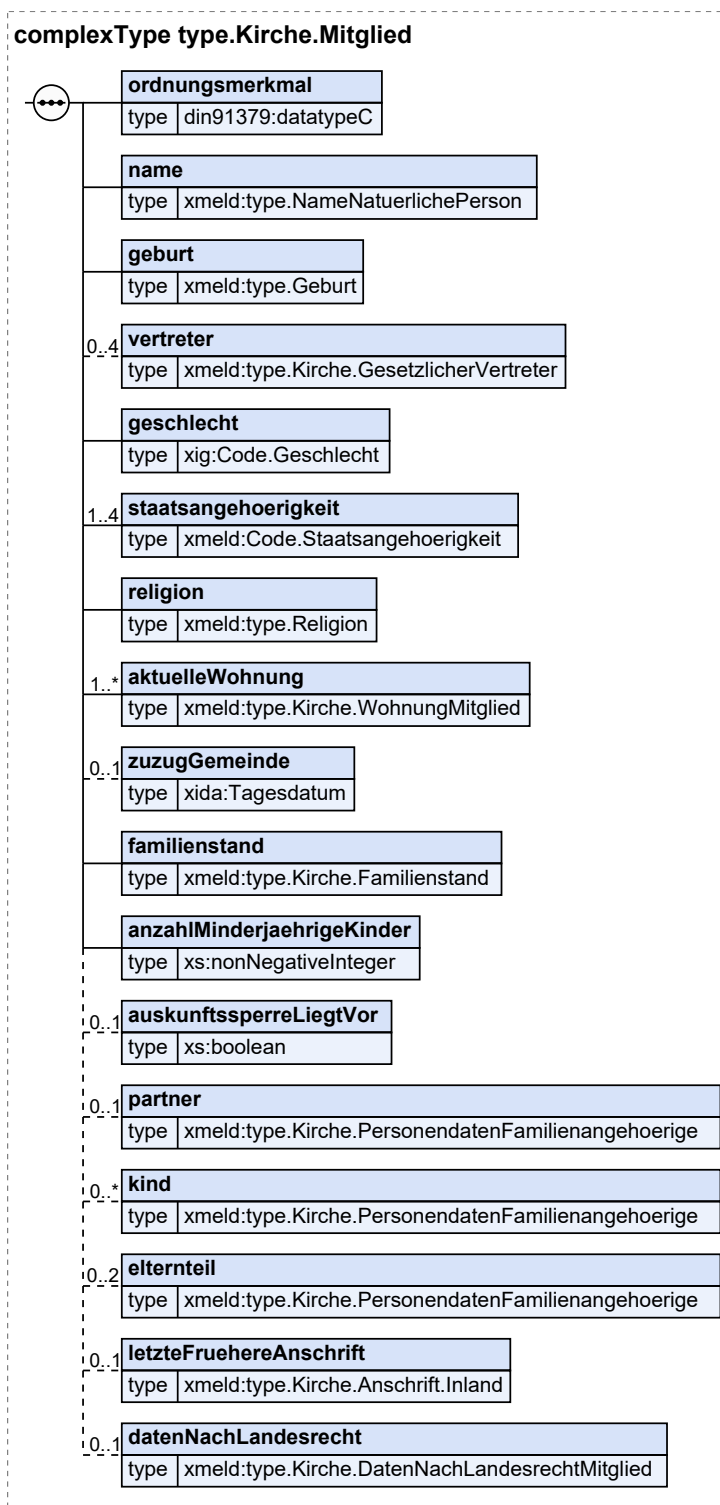 complexType type.Kirche.Mitglied
ordnungsmerkmal
type din91379:datatypeC
name
type xmeld:type.NameNatuerlichePerson
geburt
type xmeld:type.Geburt
0..4 vertreter
type xmeld:type.Kirche.GesetzlicherVertreter
geschlecht
type xig:Code.Geschlecht
1..4 staatsangehoerigkeit
type xmeld:Code.Staatsangehoerigkeit
religion
type xmeld:type.Religion
1..* aktuelleWohnung
type xmeld:type.Kirche.WohnungMitglied
0..1 zuzugGemeinde
type xida:Tagesdatum
familienstand
type xmeld:type.Kirche.Familienstand
anzahlMinderjaehrigeKinder
type xs:nonNegativeInteger
0..1 auskunftssperreLiegtVor
type xs:boolean
0..1 partner
type xmeld:type.Kirche.PersonendatenFamilienangehoerige
0..* kind
type xmeld:type.Kirche.PersonendatenFamilienangehoerige
0..2 elternteil
type xmeld:type.Kirche.PersonendatenFamilienangehoerige
0..1 letzteFruehereAnschrift
type xmeld:type.Kirche.Anschrift.Inland
0..1 datenNachLandesrecht
type xmeld:type.Kirche.DatenNachLandesrechtMitglied